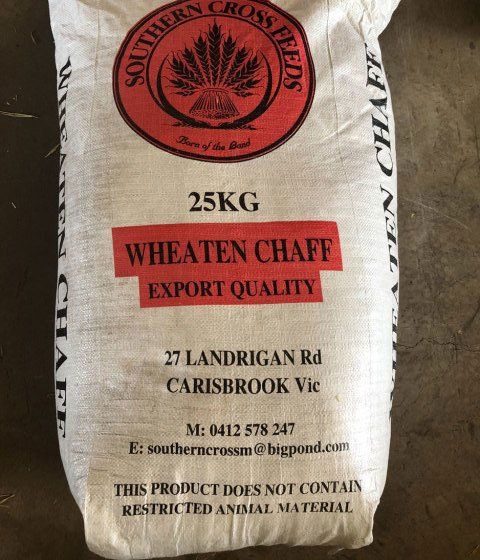 SOUTHERN CROSS FEEDS
Born of the Land
25KG
WHEATEN CHAFF
EXPORT QUALITY
27 LANDRIGAN Rd
CARISBROOK Vic
M: 0412 578 247
E: southerncrossm@bigpond.com
THIS PRODUCT DOES NOT CONTAIN
RESTRICTED ANIMAL MATERIAL
WHEATEN CHAFF
WHEATEN CHAFF